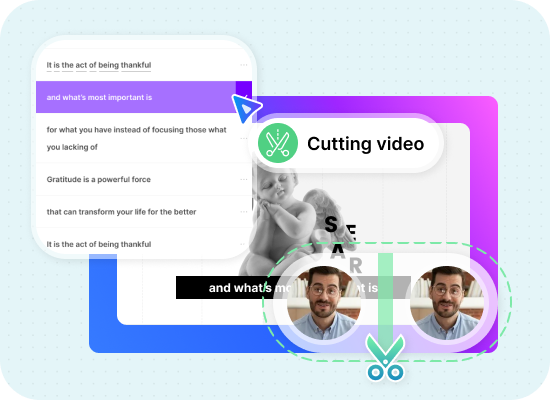 It is the act of being thankful
and what's most important is
for what you have instead of focusing those what
you lacking of
Gratitude is a powerful force
that can transform your life for the better
It is the act of being thankful
Cutting video
S E
A R
and what's mo t is